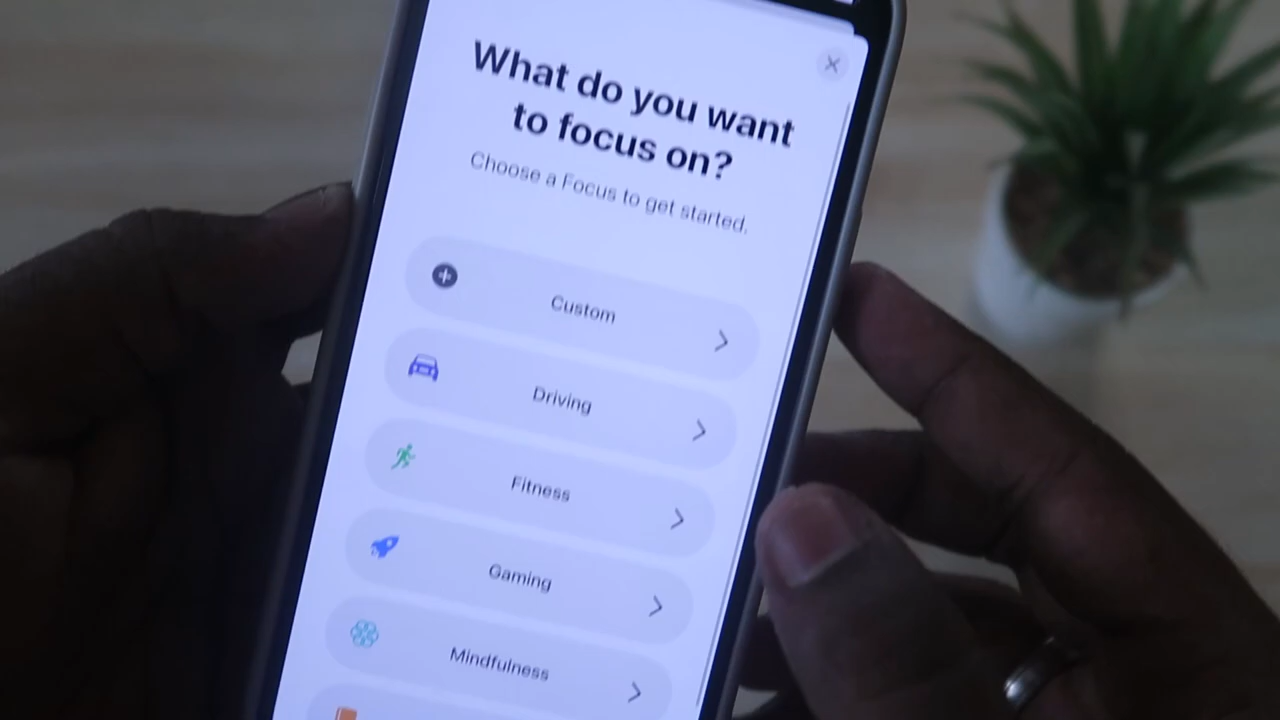 What do you want
to focus on?
Choose a Focus to get started.
Custom
Driving
Fitness
Gaming
Mindfulness